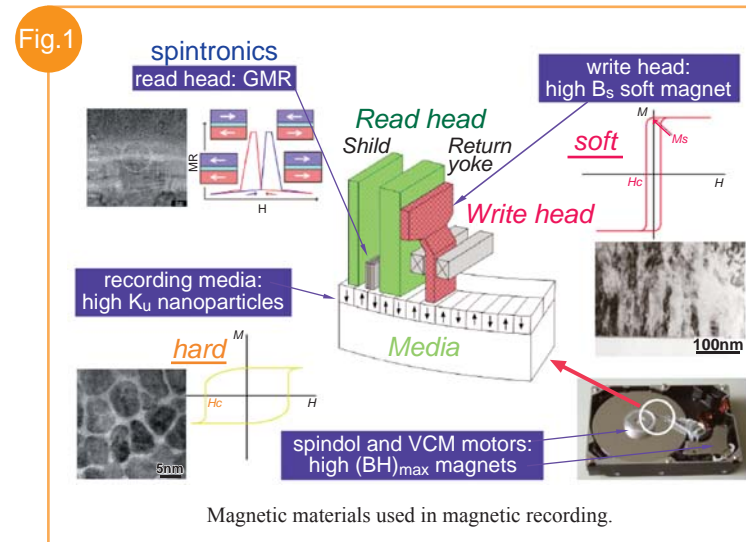 Fig.1
spintronics
read head: GMR
write head:
high Bs soft magnet
MR
H
Read head
Shild
Return
yoke
Write head
soft
M
Ms
Hc
H
recording media:
high Ku nanoparticles
Media
100nm
hard
M
Hc
H
5nm
spindol and VCM motors:
high (BH)max magnets
Magnetic materials used in magnetic recording.